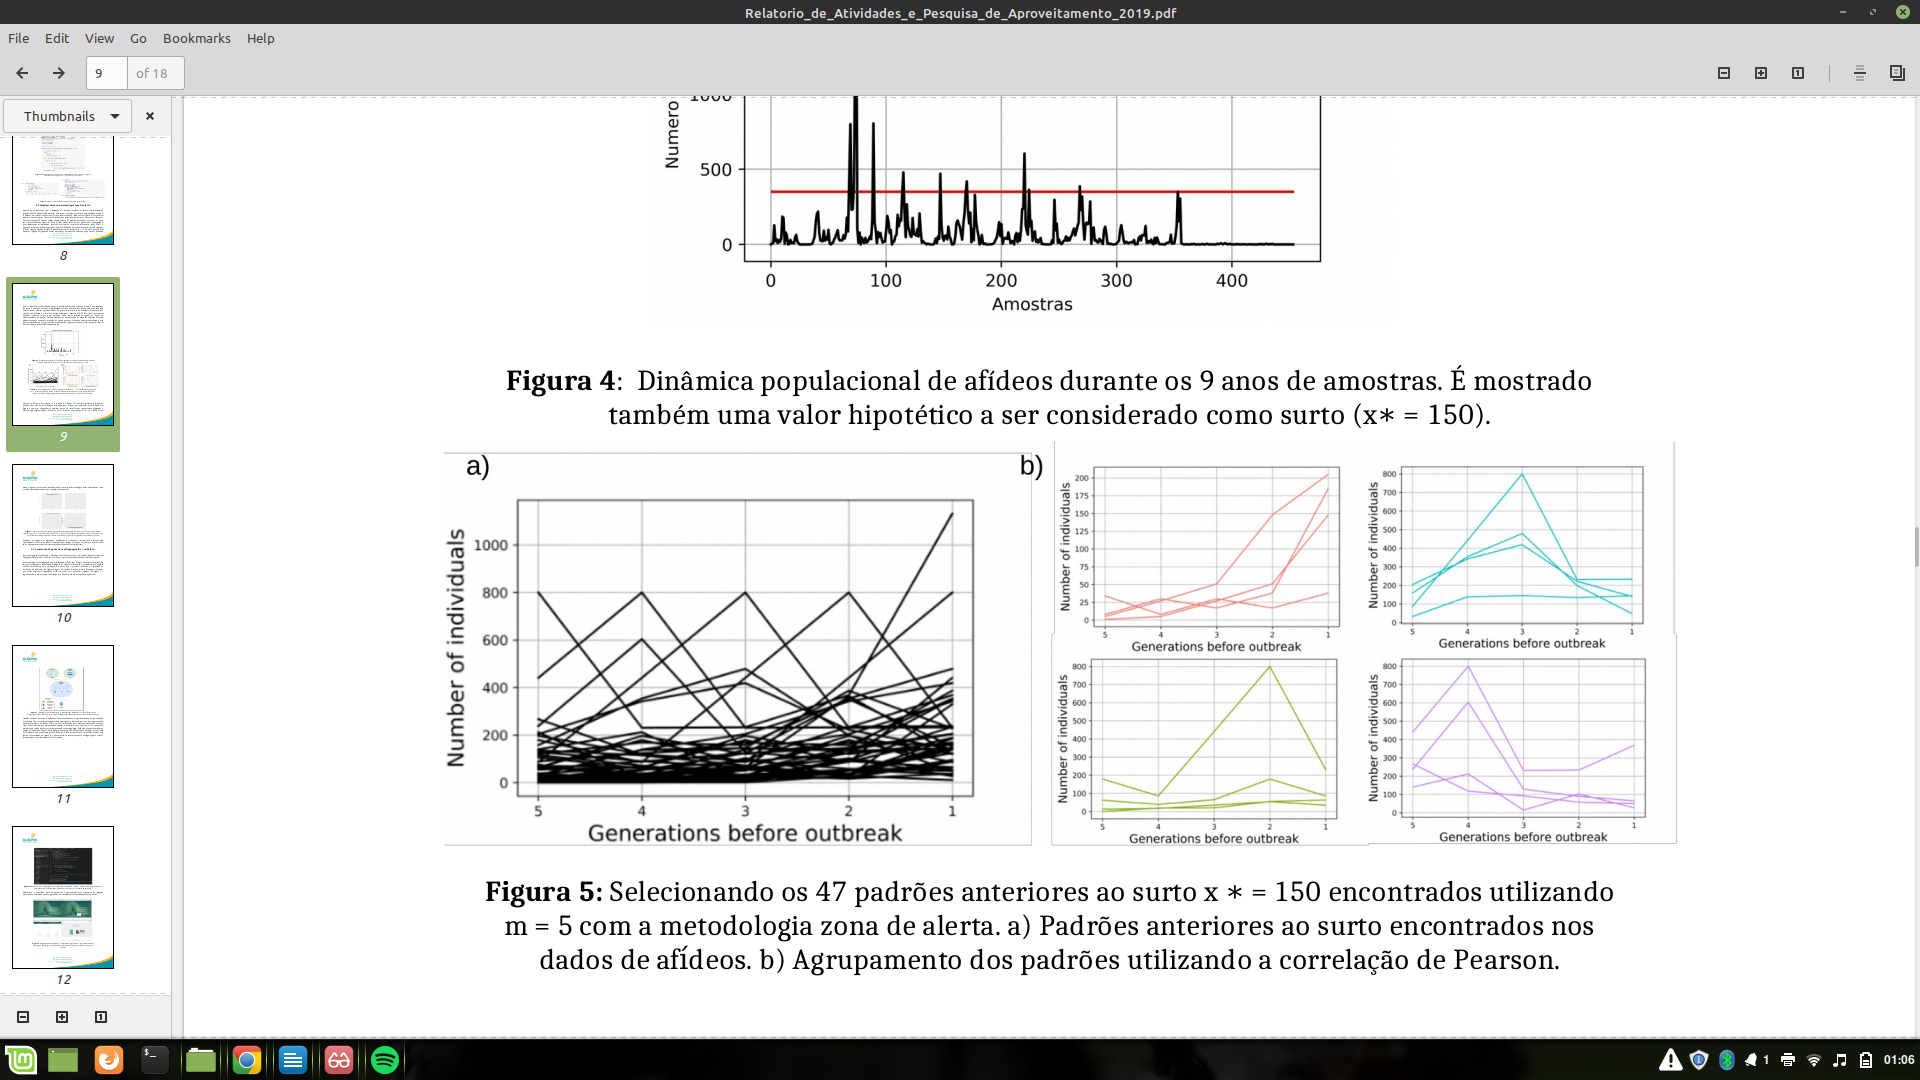 Relatorio_de_Atividades_e_Pesquisa_de_Aproveitamento_2019.pdf
File Edit View Go Bookmarks Help
9 of 18
Thumbnails
8
9
10
11
12
Numero
1000
500
0
0 100 200 300 400
Amostras
Figura 4: Dinâmica populacional de afídeos durante os 9 anos de amostras. É mostrado
também uma valor hipotético a ser considerado como surto (x∗ = 150).
a)
Number of individuals
1000
800
600
400
200
0
5 4 3 2 1
Generations before outbreak
b)
Number of individuals
200
175
150
125
100
75
50
25
0
5 4 3 2 1
Generations before outbreak
Number of individuals
800
700
600
500
400
300
200
100
0
5 4 3 2 1
Generations before outbreak
Number of individuals
800
700
600
500
400
300
200
100
0
5 4 3 2 1
Generations before outbreak
Number of individuals
800
700
600
500
400
300
200
100
0
5 4 3 2 1
Generations before outbreak
Figura 5: Selecionando os 47 padrões anteriores ao surto x ∗ = 150 encontrados utilizando
m = 5 com a metodologia zona de alerta. a) Padrões anteriores ao surto encontrados nos
dados de afídeos. b) Agrupamento dos padrões utilizando a correlação de Pearson.
1
01:06